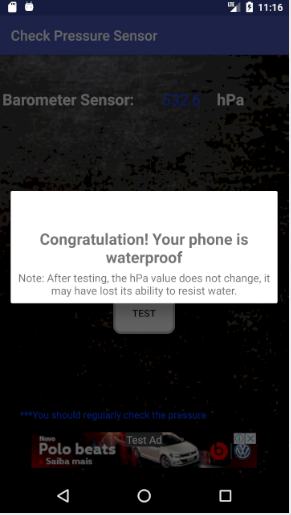 11:16
Check Pressure Sensor
Barometer Sensor: 532.6 hPa
Congratulation! Your phone is
waterproof
Note: After testing, the hPa value does not change, it
may have lost its ability to resist water.
TEST
***You should regularly check the pressure
Novo
Polo beats
Saiba mais
Test Ad
beats